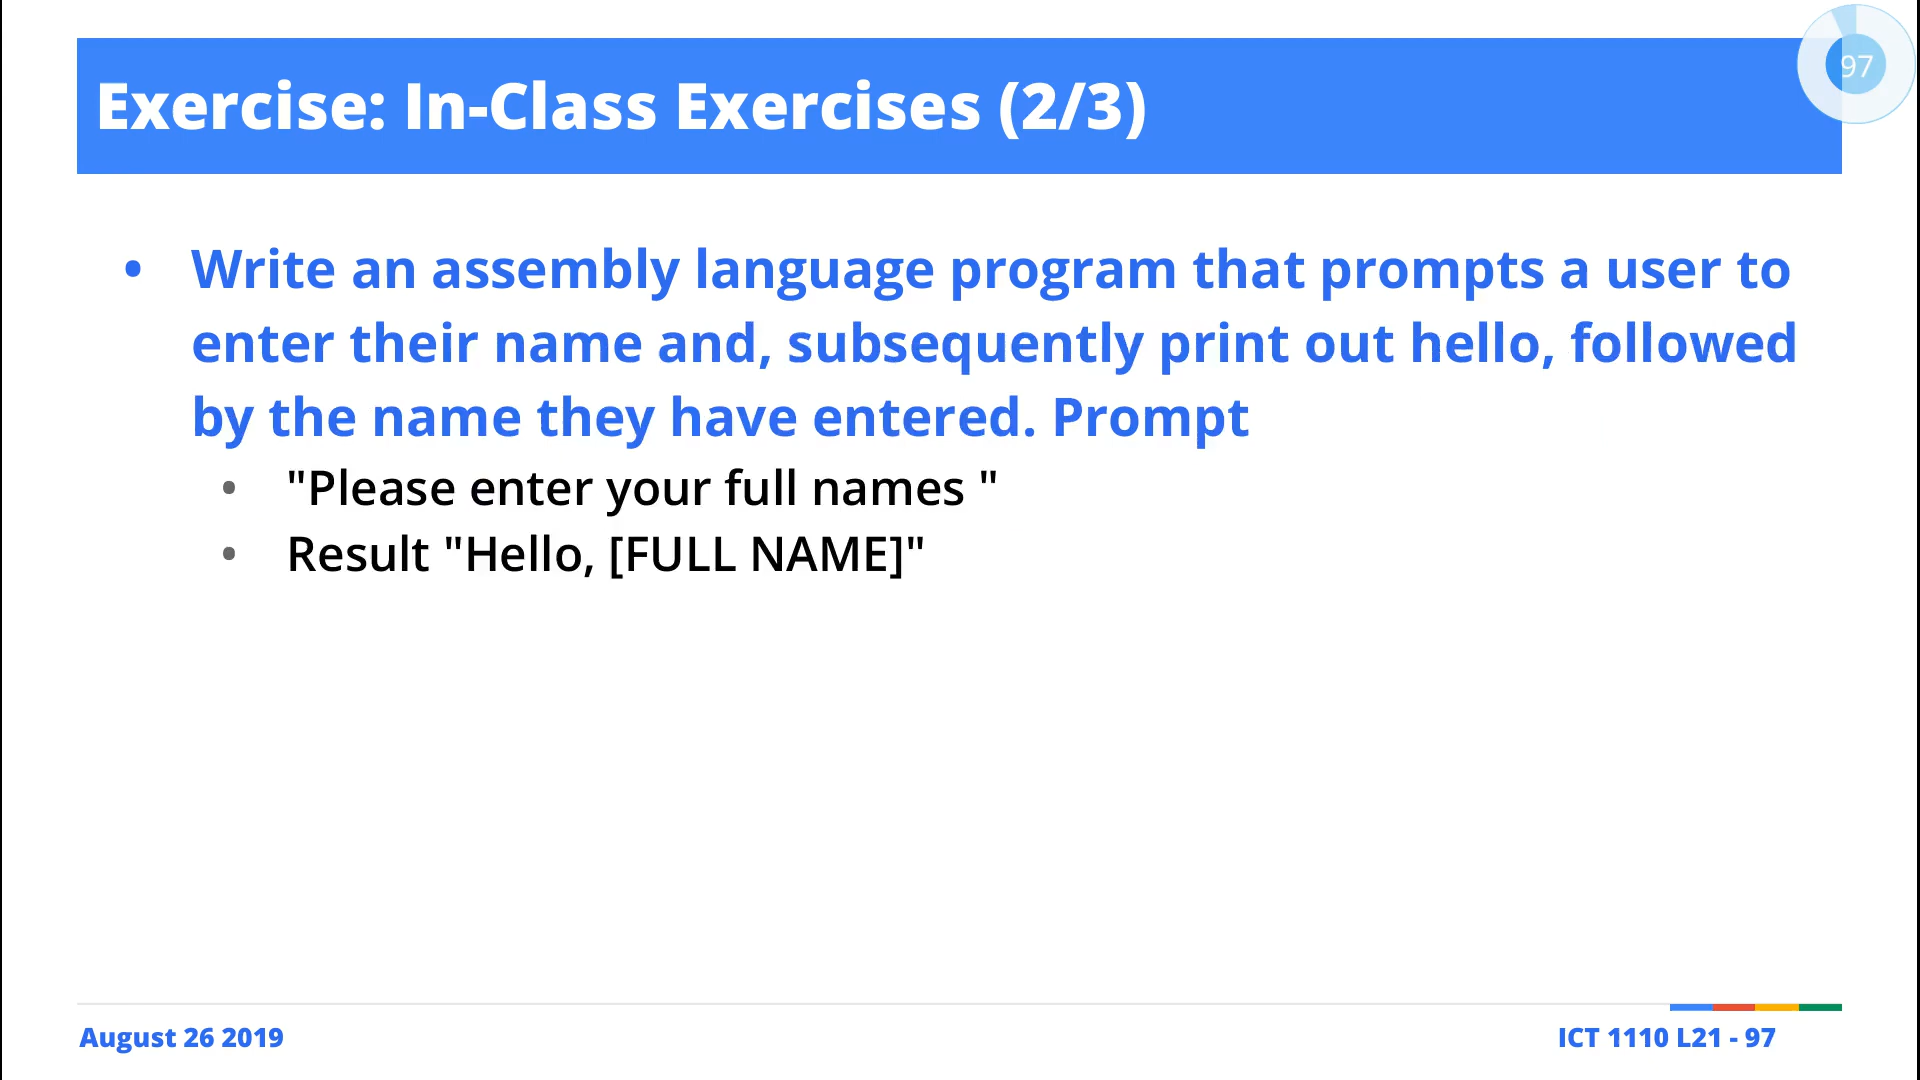 97
Exercise: In-Class Exercises (2/3)
• Write an assembly language program that prompts a user to
enter their name and, subsequently print out hello, followed
by the name they have entered. Prompt
• "Please enter your full names "
• Result "Hello, [FULL NAME]"
August 26 2019
ICT 1110 L21 - 97